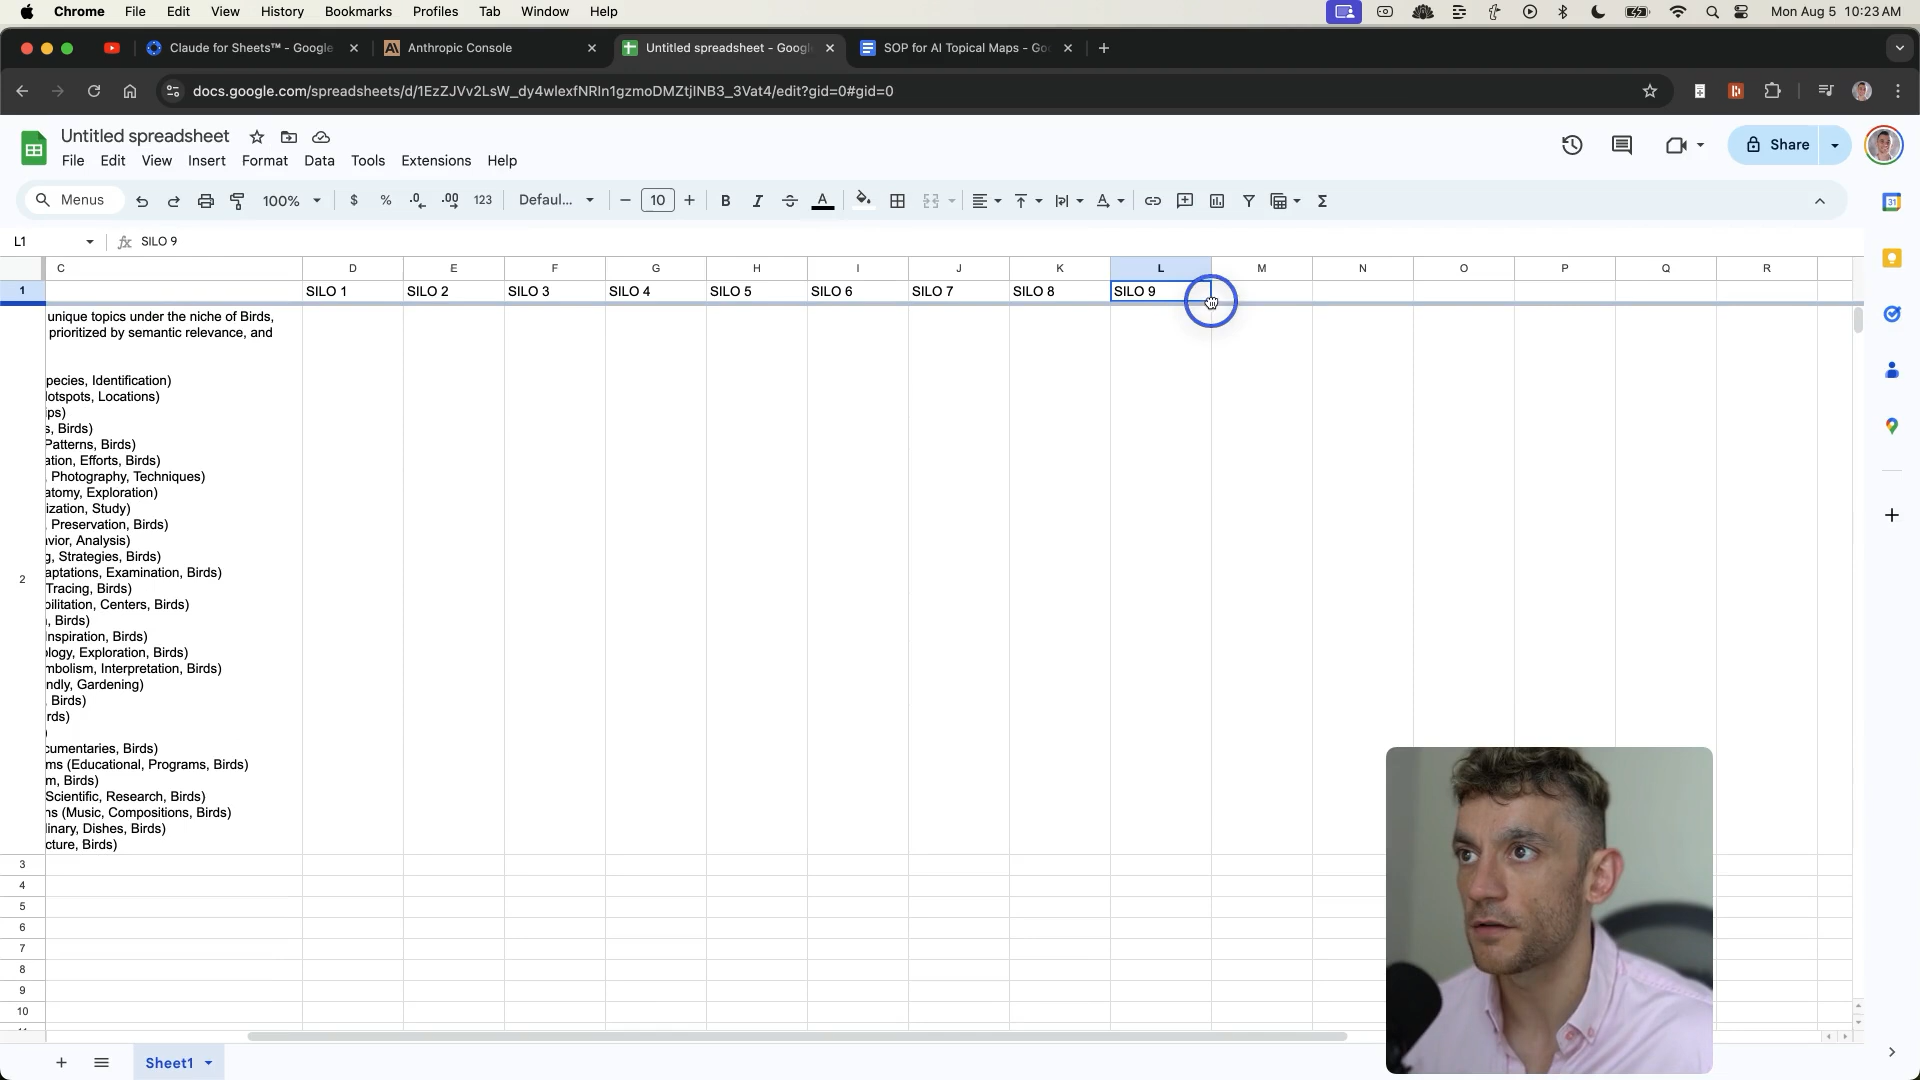 Chrome File Edit View History Bookmarks Profiles Tab Window Help Mon Aug 5 10:23 AM
Claude for Sheets™ - Google Anthropic Console Untitled spreadsheet - Google SOP for AI Topical Maps - Goo
docs.google.com/spreadsheets/d/1EzZJVv2LsW_dy4wlexfNRIn1gzmoDMZtjINB3_3Vat4/edit?gid=0#gid=0
Untitled spreadsheet
File Edit View Insert Format Data Tools Extensions Help
Share
Menus 100% $ % .0 .00 123 Defaul... 10 B I A
L1 SILO 9
C D E F G H I J K L M N O P Q R
1 SILO 1 SILO 2 SILO 3 SILO 4 SILO 5 SILO 6 SILO 7 SILO 8 SILO 9
unique topics under the niche of Birds,
prioritized by semantic relevance, and
pecies, Identification)
lotspots, Locations)
ips)
s, Birds)
Patterns, Birds)
ation, Efforts, Birds)
, Photography, Techniques)
atomy, Exploration)
ization, Study)
, Preservation, Birds)
avior, Analysis)
g, Strategies, Birds)
aptations, Examination, Birds)
2
Tracing, Birds)
oilitation, Centers, Birds)
, Birds)
Inspiration, Birds)
ology, Exploration, Birds)
mbolism, Interpretation, Birds)
ndly, Gardening)
, Birds)
rds)
)
cumentaries, Birds)
ms (Educational, Programs, Birds)
m, Birds)
Scientific, Research, Birds)
ns (Music, Compositions, Birds)
linary, Dishes, Birds)
cture, Birds)
3
4
5
6
7
8
9
10
Sheet1
31